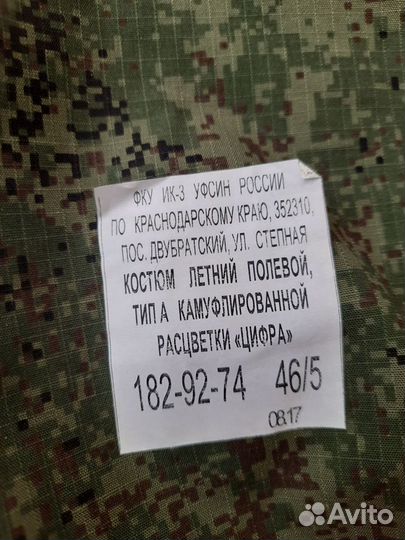 ФКУ ИК-3 УФСИН РОССИИ
ПО КРАСНОДАРСКОМУ КРАЮ, 352310,
ПОС. ДВУБРАТСКИЙ, УЛ. СТЕПНАЯ
КОСТЮМ ЛЕТНИЙ ПОЛЕВОЙ,
ТИП А КАМУФЛИРОВАННОЙ
РАСЦВЕТКИ «ЦИФРА»
182-92-74 46/5
08.17
Avito